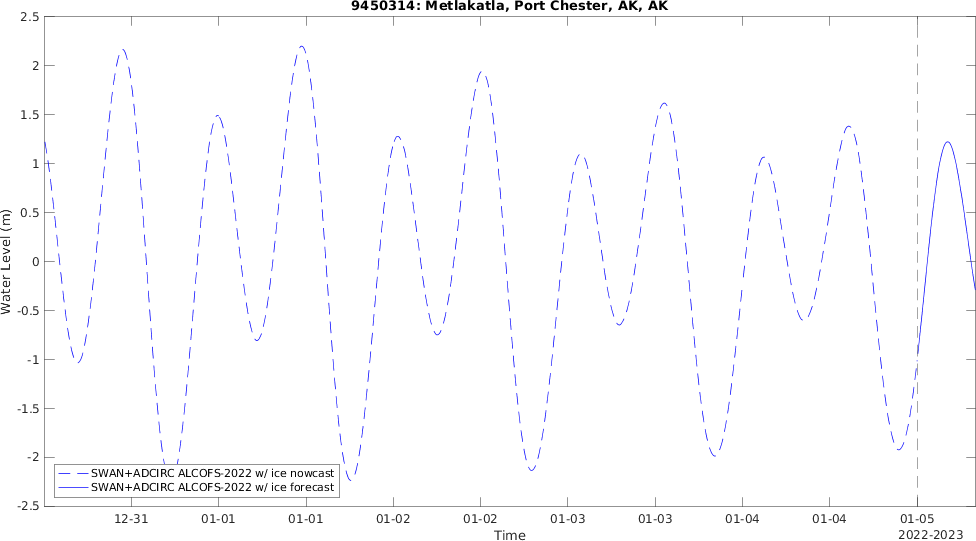 9450314: Metlakatla, Port Chester, AK, AK
2.5
2
1.5
1
0.5
0
-0.5
-1
-1.5
-2
-2.5
Water Level (m)
SWAN+ADCIRC ALCOFS-2022 w/ ice nowcast
SWAN+ADCIRC ALCOFS-2022 w/ ice forecast
12-31 01-01 01-01 01-02 01-02 01-03 01-03 01-04 01-04 01-05
2022-2023
Time